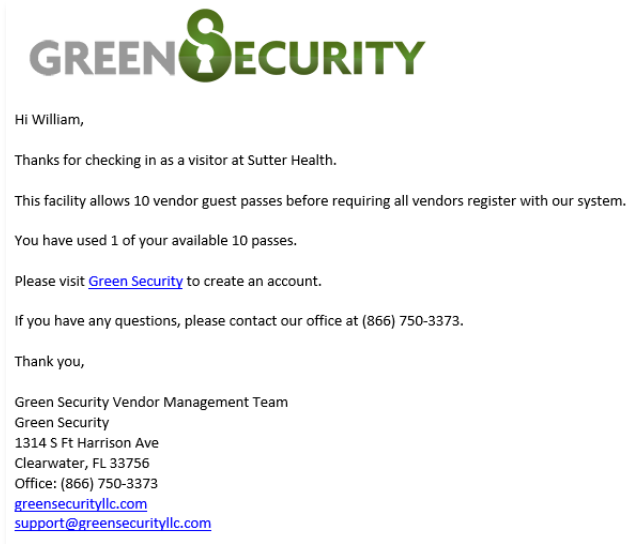 GREEN SECURITY
Hi William,
Thanks for checking in as a visitor at Sutter Health.
This facility allows 10 vendor guest passes before requiring all vendors register with our system.
You have used 1 of your available 10 passes.
Please visit Green Security to create an account.
If you have any questions, please contact our office at (866) 750-3373.
Thank you,
Green Security Vendor Management Team
Green Security
1314 S Ft Harrison Ave
Clearwater, FL 33756
Office: (866) 750-3373
greensecurityllc.com
support@greensecurityllc.com